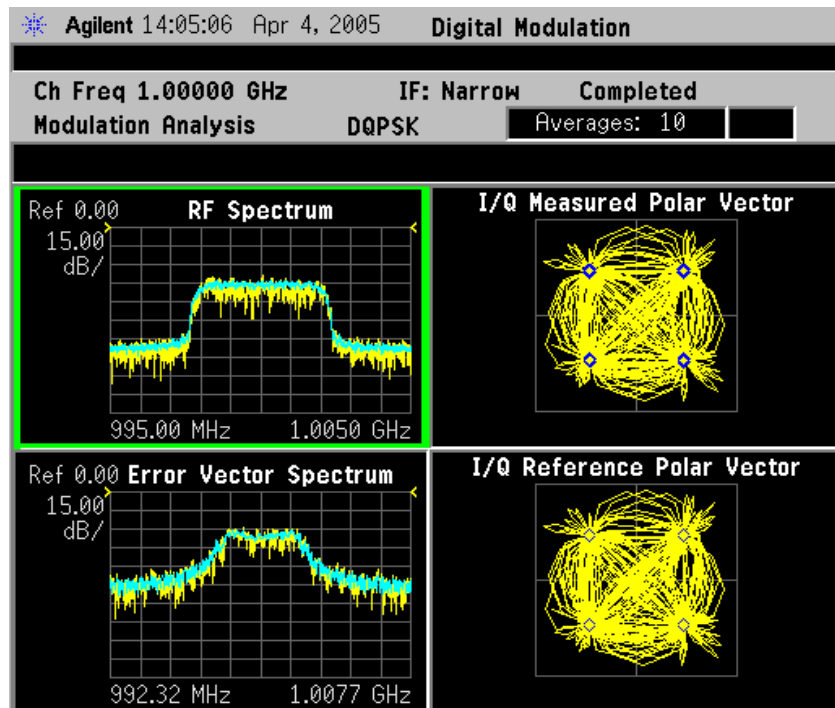 Agilent 14:05:06 Apr 4, 2005 Digital Modulation
Ch Freq 1.00000 GHz IF: Narrow Completed
Modulation Analysis DQPSK Averages: 10
Ref 0.00 RF Spectrum
15.00
dB/
995.00 MHz 1.0050 GHz
I/Q Measured Polar Vector
Ref 0.00 Error Vector Spectrum
15.00
dB/
992.32 MHz 1.0077 GHz
I/Q Reference Polar Vector